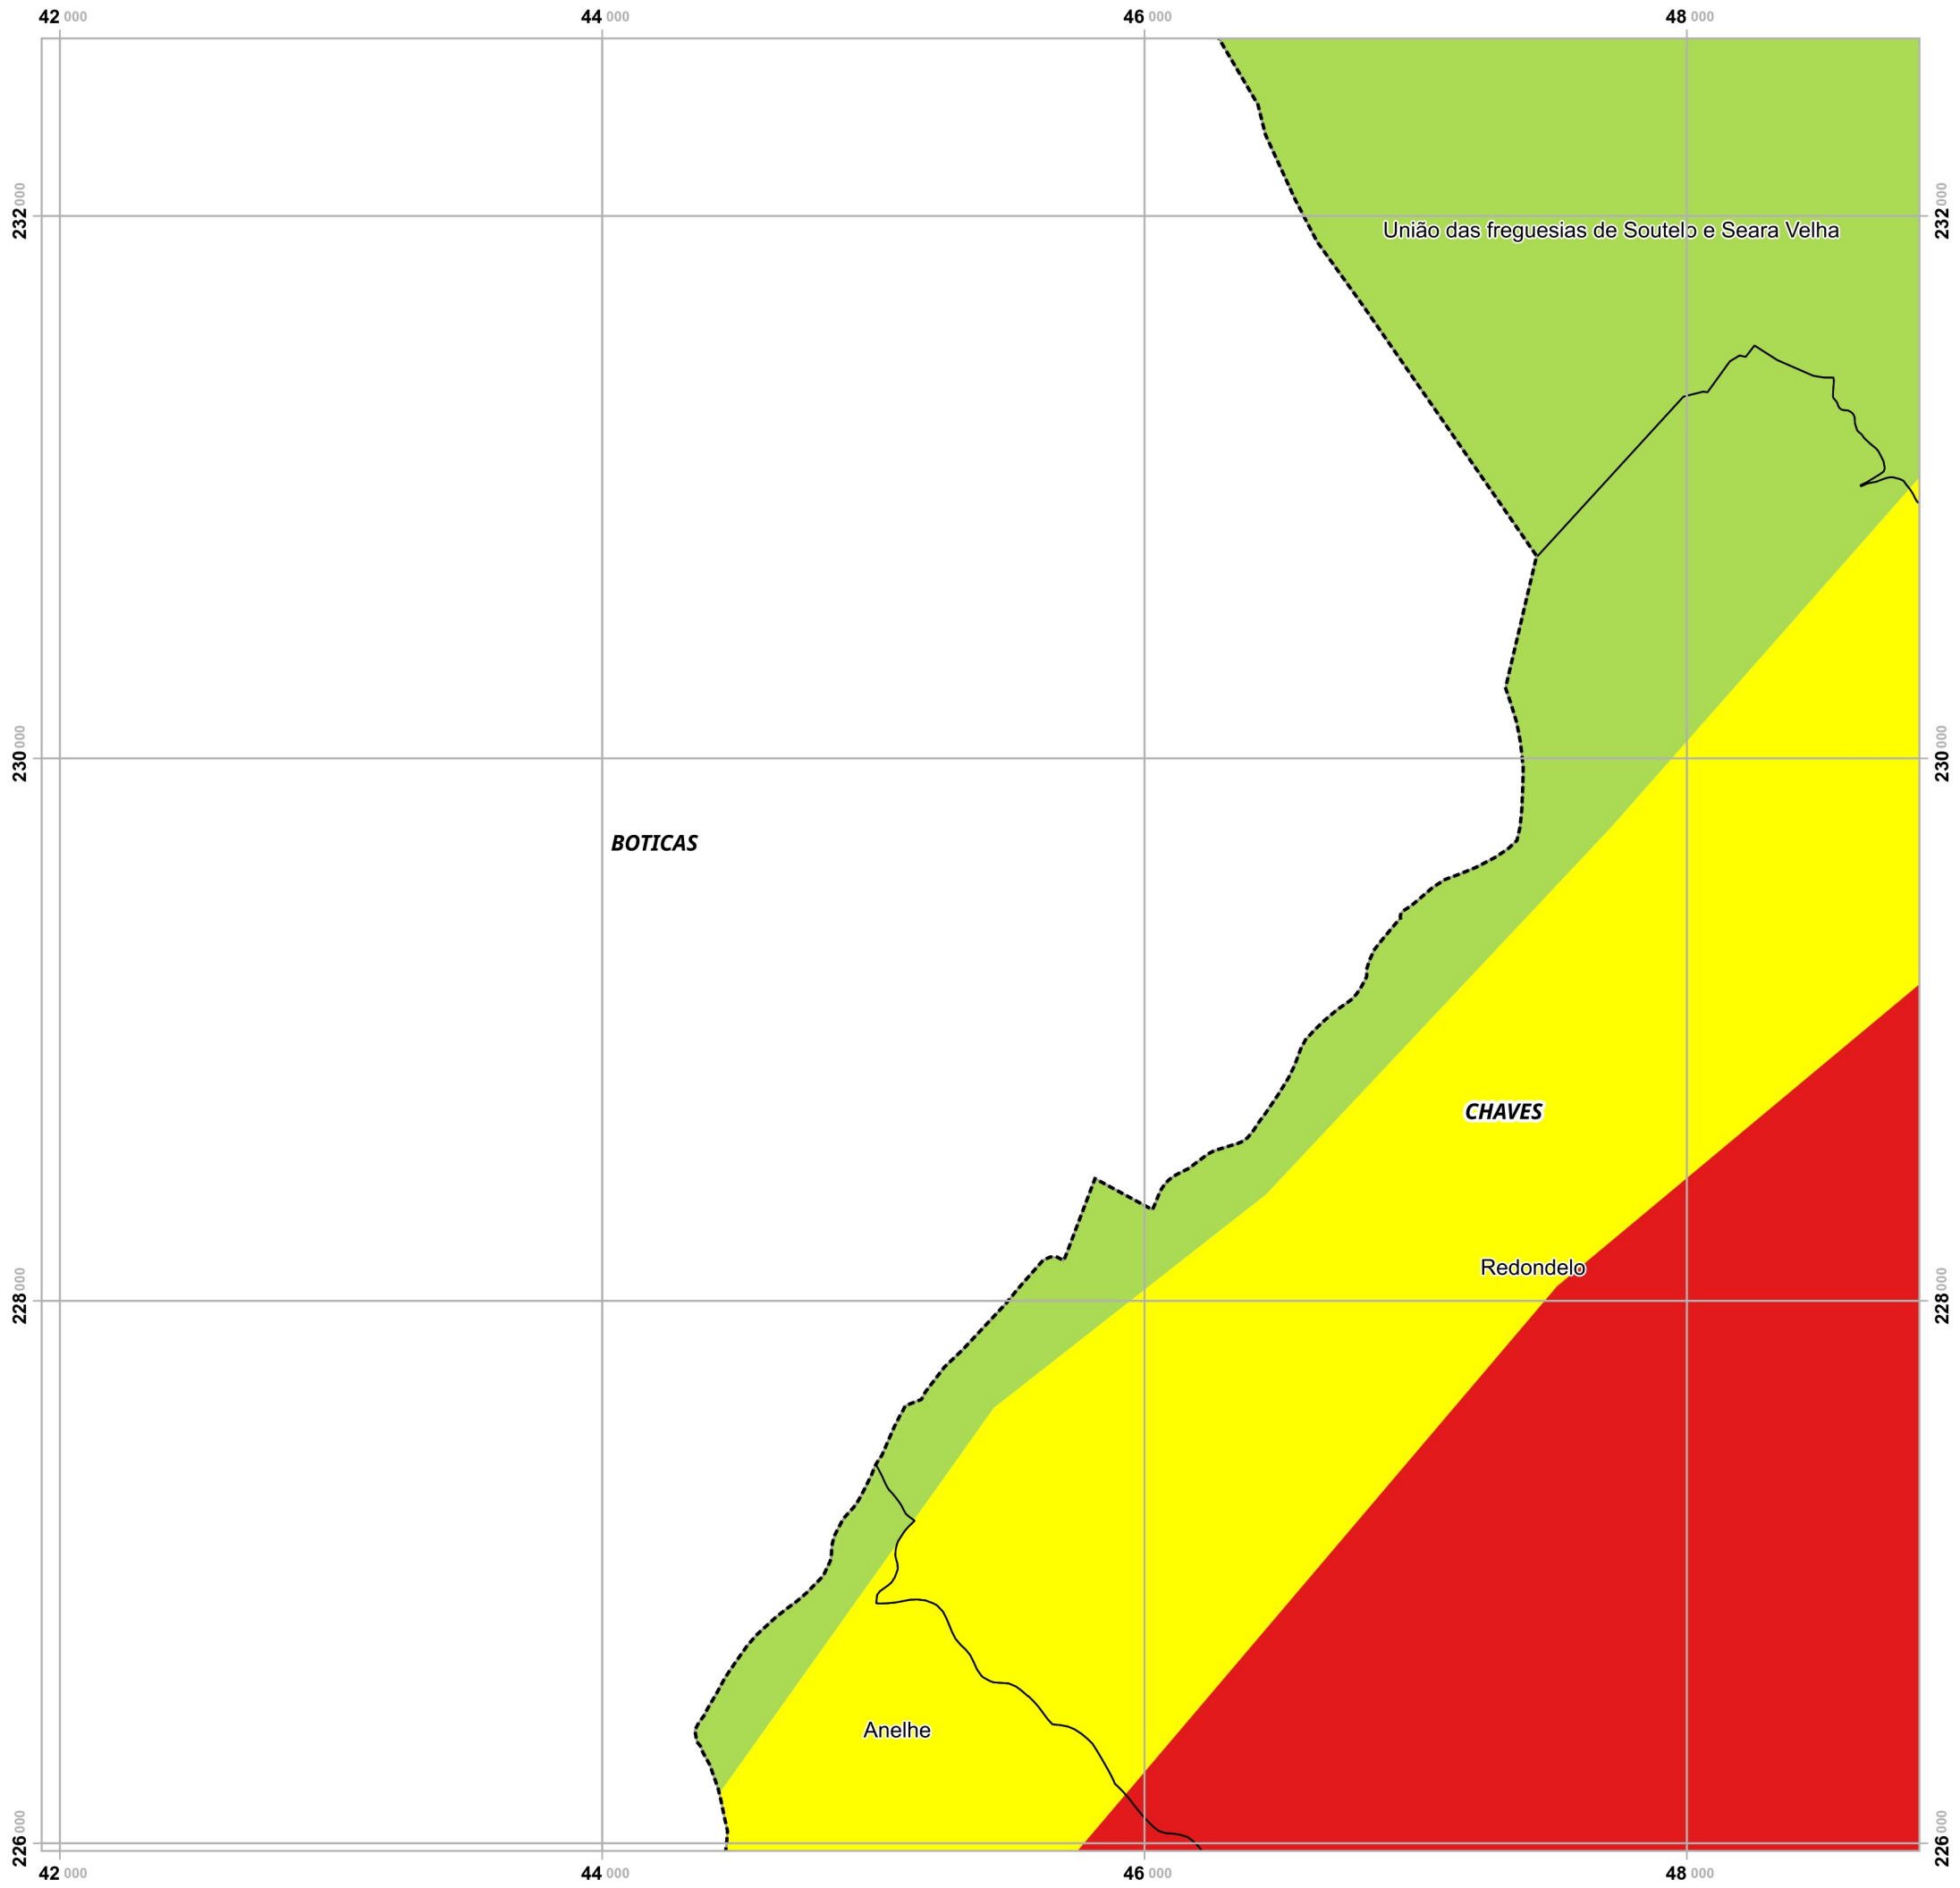 42 000 44 000 46 000 48 000
232 000 232 000
União das freguesias de Soutelo e Seara Velha
230 000 230 000
BOTICAS
CHAVES
Redondelo
228 000 228 000
Anelhe
226 000 226 000
42 000 44 000 46 000 48 000